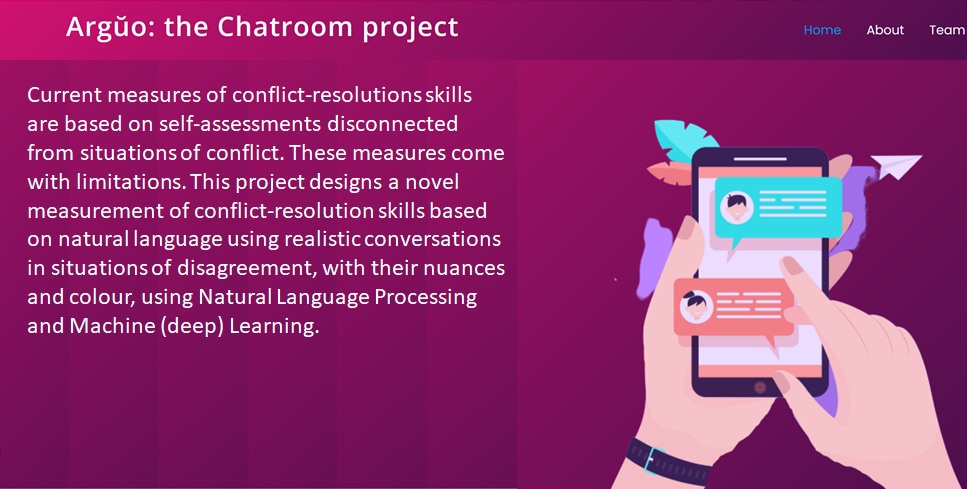 Argŭo: the Chatroom project
Home About Team
Current measures of conflict-resolutions skills
are based on self-assessments disconnected
from situations of conflict. These measures come
with limitations. This project designs a novel
measurement of conflict-resolution skills based
on natural language using realistic conversations
in situations of disagreement, with their nuances
and colour, using Natural Language Processing
and Machine (deep) Learning.